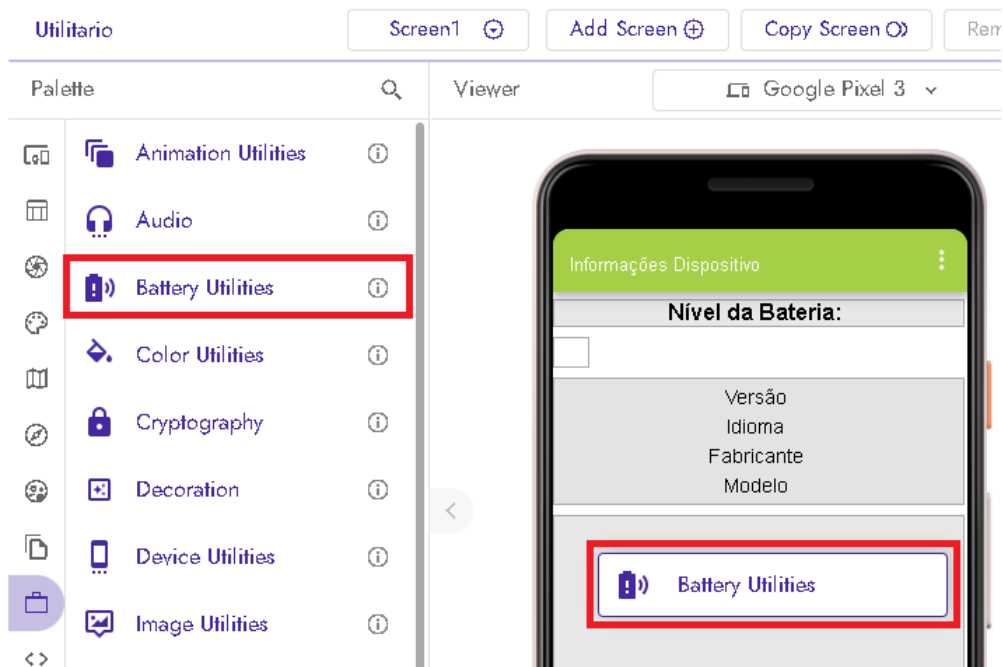 Utilitario
Screen1
Add Screen
Copy Screen
Rem
Palette
Viewer
Google Pixel 3
Animation Utilities
Audio
Battery Utilities
Color Utilities
Cryptography
Decoration
Device Utilities
Image Utilities
Informações Dispositivo
Nível da Bateria:
Versão
Idioma
Fabricante
Modelo
Battery Utilities